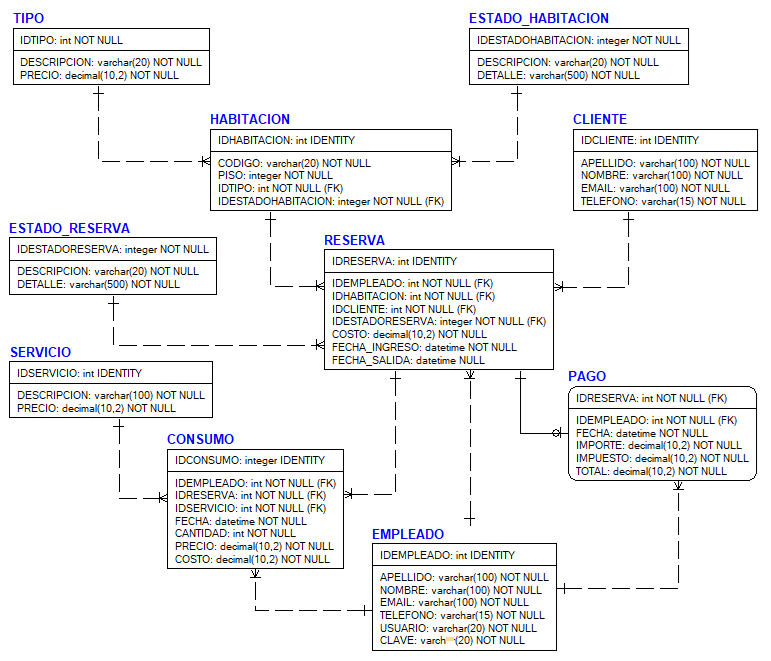 TIPO
IDTIPO: int NOT NULL
DESCRIPCION: varchar(20) NOT NULL
PRECIO: decimal(10,2) NOT NULL
ESTADO_HABITACION
IDESTADOHABITACION: integer NOT NULL
DESCRIPCION: varchar(20) NOT NULL
DETALLE: varchar(500) NOT NULL
HABITACION
IDHABITACION: int IDENTITY
CODIGO: varchar(20) NOT NULL
PISO: integer NOT NULL
IDTIPO: int NOT NULL (FK)
IDESTADOHABITACION: integer NOT NULL (FK)
CLIENTE
IDCLIENTE: int IDENTITY
APELLIDO: varchar(100) NOT NULL
NOMBRE: varchar(100) NOT NULL
EMAIL: varchar(100) NOT NULL
TELEFONO: varchar(15) NOT NULL
ESTADO_RESERVA
IDESTADORESERVA: integer NOT NULL
DESCRIPCION: varchar(20) NOT NULL
DETALLE: varchar(500) NOT NULL
RESERVA
IDRESERVA: int IDENTITY
IDEMPLEADO: int NOT NULL (FK)
IDHABITACION: int NOT NULL (FK)
IDCLIENTE: int NOT NULL (FK)
IDESTADORESERVA: integer NOT NULL (FK)
COSTO: decimal(10,2) NOT NULL
FECHA_INGRESO: datetime NOT NULL
FECHA_SALIDA: datetime NULL
SERVICIO
IDSERVICIO: int IDENTITY
DESCRIPCION: varchar(100) NOT NULL
PRECIO: decimal(10,2) NOT NULL
PAGO
IDRESERVA: int NOT NULL (FK)
IDEMPLEADO: int NOT NULL (FK)
FECHA: datetime NOT NULL
IMPORTE: decimal(10,2) NOT NULL
IMPUESTO: decimal(10,2) NOT NULL
TOTAL: decimal(10,2) NOT NULL
CONSUMO
IDCONSUMO: integer IDENTITY
IDEMPLEADO: int NOT NULL (FK)
IDRESERVA: int NOT NULL (FK)
IDSERVICIO: int NOT NULL (FK)
FECHA: datetime NOT NULL
CANTIDAD: int NOT NULL
PRECIO: decimal(10,2) NOT NULL
COSTO: decimal(10,2) NOT NULL
EMPLEADO
IDEMPLEADO: int IDENTITY
APELLIDO: varchar(100) NOT NULL
NOMBRE: varchar(100) NOT NULL
EMAIL: varchar(100) NOT NULL
TELEFONO: varchar(15) NOT NULL
USUARIO: varchar(20) NOT NULL
CLAVE: NOT NULL